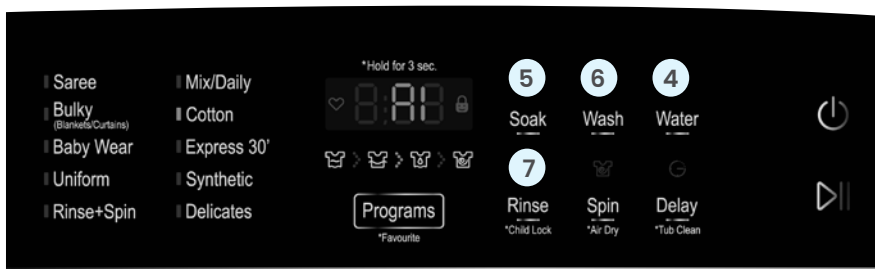 *Hold for 3 sec.
Saree
Mix/Daily
AI
5
6
4
Bulky
(Blankets/Curtains)
Cotton
Soak
Wash
Water
Baby Wear
Express 30’
7
Uniform
Synthetic
Rinse+Spin
Delicates
Programs
*Favourite
Rinse
Spin
Delay
*Child Lock
*Air Dry
*Tub Clean